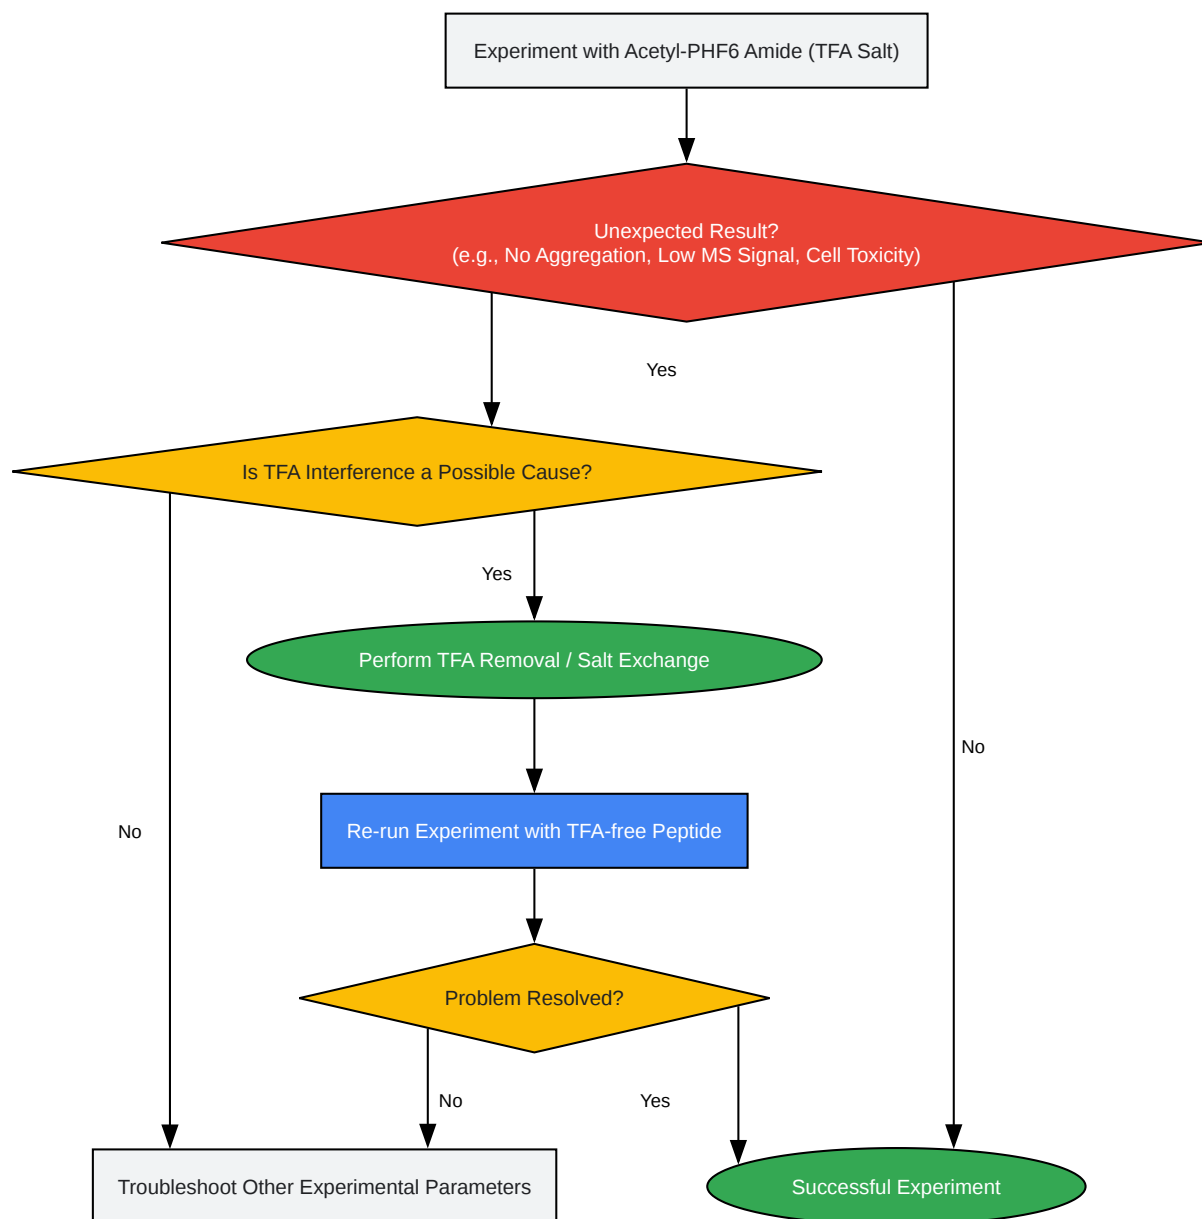 Experiment with Acetyl-PHF6 Amide (TFA Salt)
Unexpected Result?
(e.g., No Aggregation, Low MS Signal, Cell Toxicity)
Yes
Is TFA Interference a Possible Cause?
Yes
Perform TFA Removal / Salt Exchange
No
Re-run Experiment with TFA-free Peptide
No
Problem Resolved?
No
Yes
Troubleshoot Other Experimental Parameters
Successful Experiment